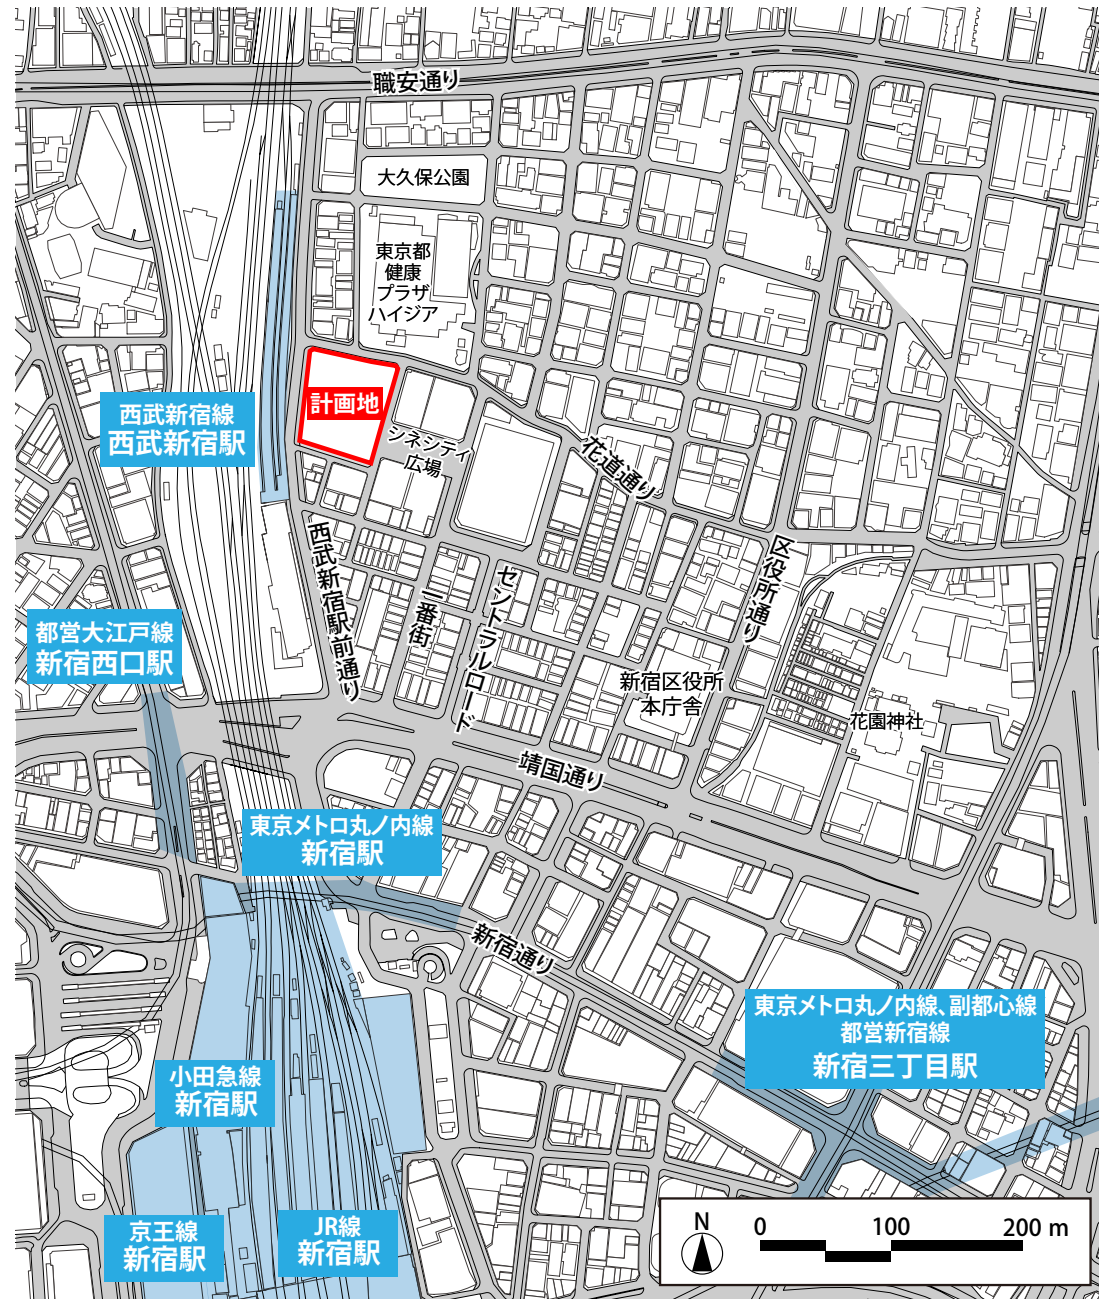 職安通り
大久保公園
東京都
健康
プラザ
ハイジア
計画地
シネシティ
広場
西武新宿線
西武新宿駅
花道通り
西武新宿駅前通り
一番街
セントラルロード
区役所通り
都営大江戸線
新宿西口駅
新宿区役所
本庁舎
花園神社
靖国通り
東京メトロ丸ノ内線
新宿駅
新宿通り
東京メトロ丸ノ内線、副都心線
都営新宿線
新宿三丁目駅
小田急線
新宿駅
京王線
新宿駅
JR線
新宿駅
N
0 100 200 m